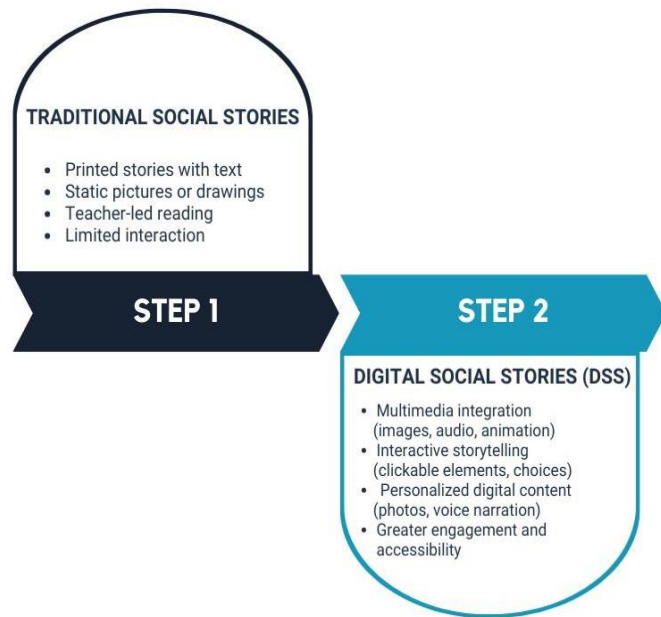 TRADITIONAL SOCIAL STORIES
• Printed stories with text
• Static pictures or drawings
• Teacher-led reading
• Limited interaction
STEP 1
STEP 2
DIGITAL SOCIAL STORIES (DSS)
• Multimedia integration
(images, audio, animation)
• Interactive storytelling
(clickable elements, choices)
• Personalized digital content
(photos, voice narration)
• Greater engagement and
accessibility